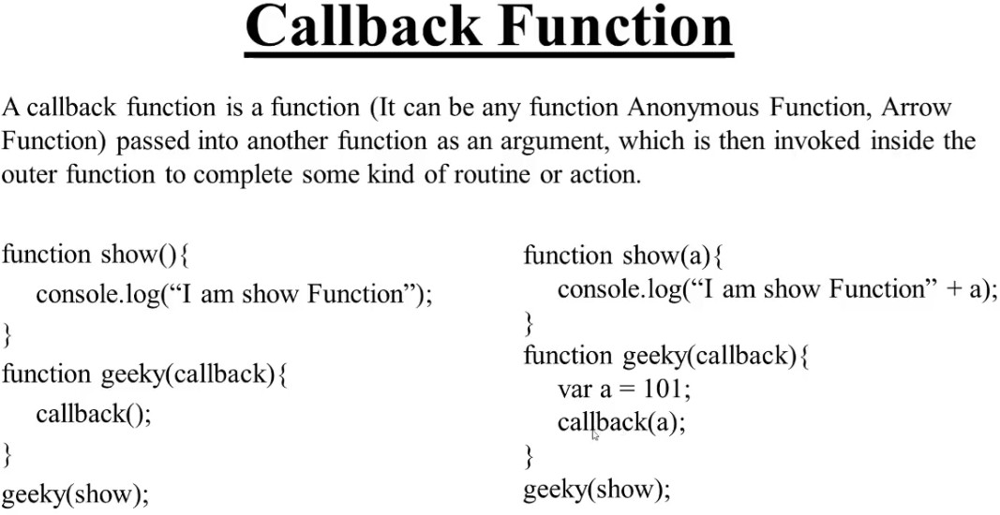 Callback Function
A callback function is a function (It can be any function Anonymous Function, Arrow
Function) passed into another function as an argument, which is then invoked inside the
outer function to complete some kind of routine or action.
function show(){
console.log(“I am show Function”);
}
function geeky(callback){
callback();
}
geeky(show);
function show(a){
console.log(“I am show Function” + a);
}
function geeky(callback){
var a = 101;
callback(a);
}
geeky(show);